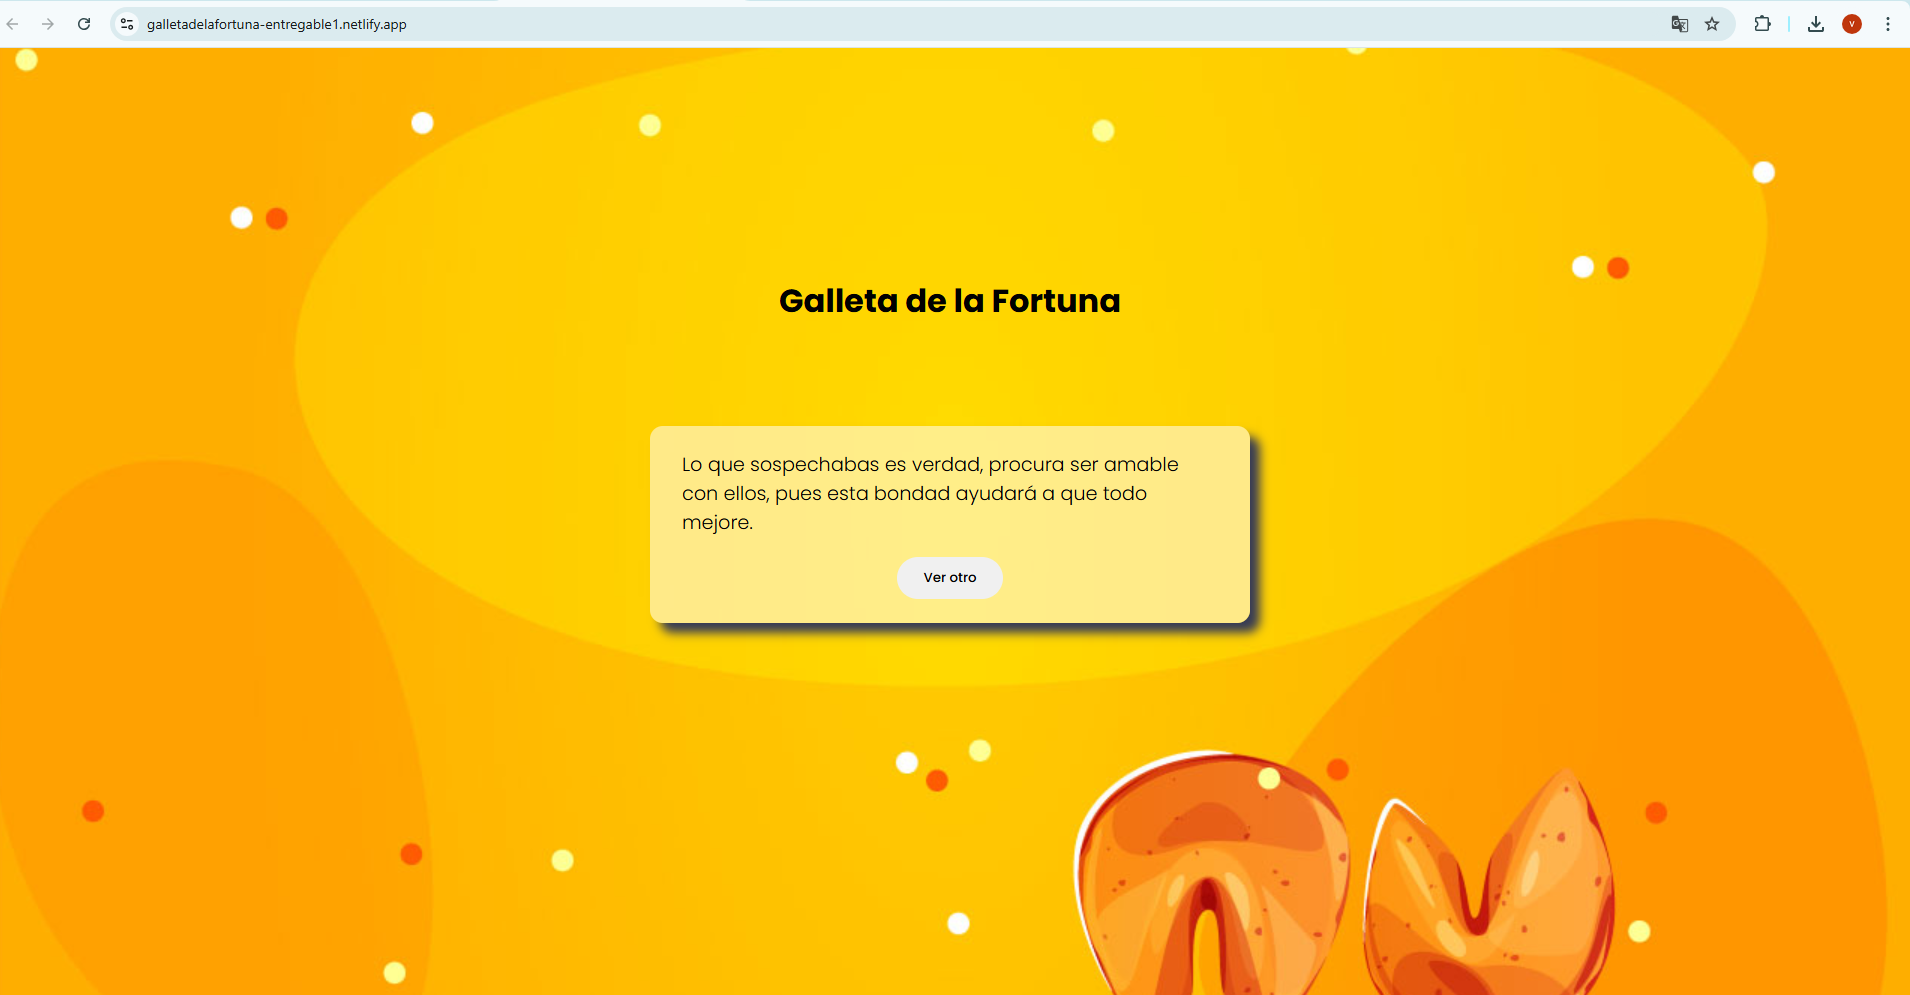 galletadelafortuna-entregable1.netlify.app
V
Galleta de la Fortuna
Lo que sospechabas es verdad, procura ser amable
con ellos, pues esta bondad ayudará a que todo
mejore.
Ver otro